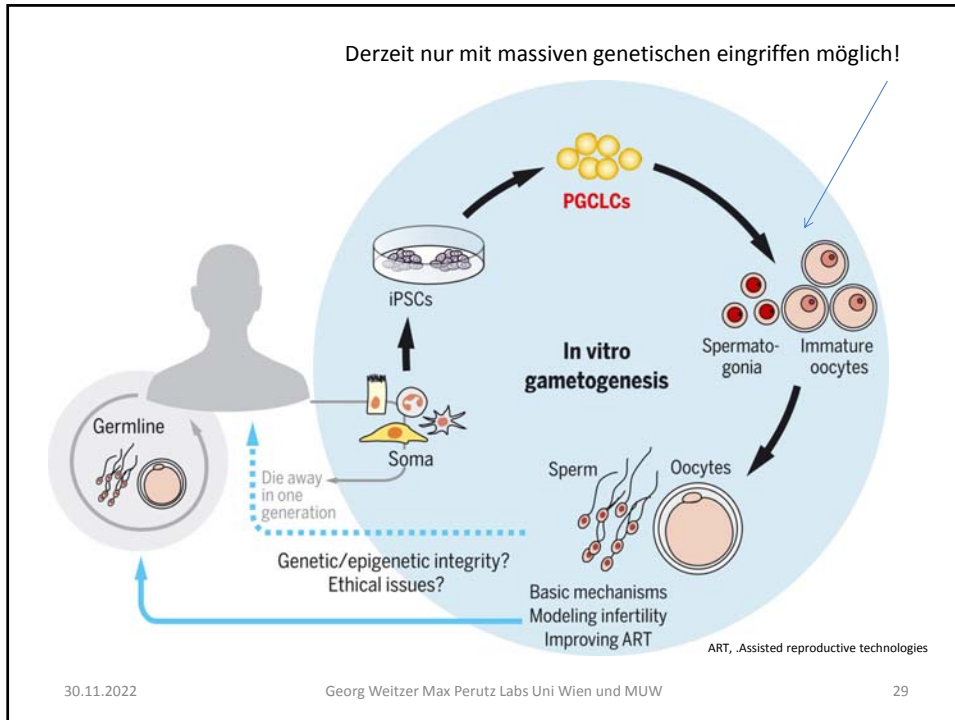 Derzeit nur mit massiven genetischen eingriffen möglich!
PGCLCs
iPSCs
Spermato-
gonia
Immature
oocytes
In vitro
gametogenesis
Germline
Soma
Die away
in one
generation
Sperm
Oocytes
Genetic/epigenetic integrity?
Ethical issues?
Basic mechanisms
Modeling infertility
Improving ART
ART, .Assisted reproductive technologies
30.11.2022
Georg Weitzer Max Perutz Labs Uni Wien und MUW
29